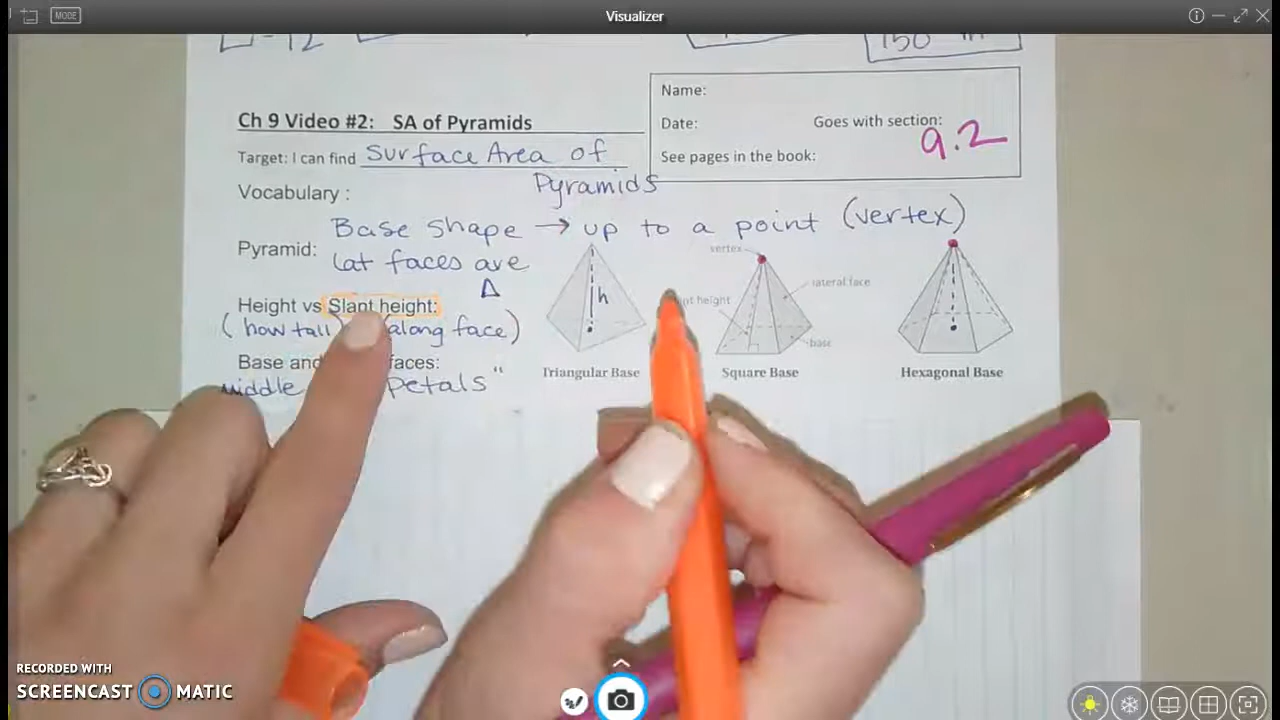 MODE
Visualizer
Name:
Ch 9 Video #2: SA of Pyramids
Date:
Goes with section:
9.2
Target: I can find Surface Area of
Pyramids
See pages in the book:
Vocabulary :
Base shape → up to a point (vertex)
Pyramid:
Lat faces are
vertex
h
lateral face
Height vs Slant height:
height
(how tall) along face)
base
Base and faces:
middle Petals"
Triangular Base
Square Base
Hexagonal Base
RECORDED WITH
SCREENCAST MATIC